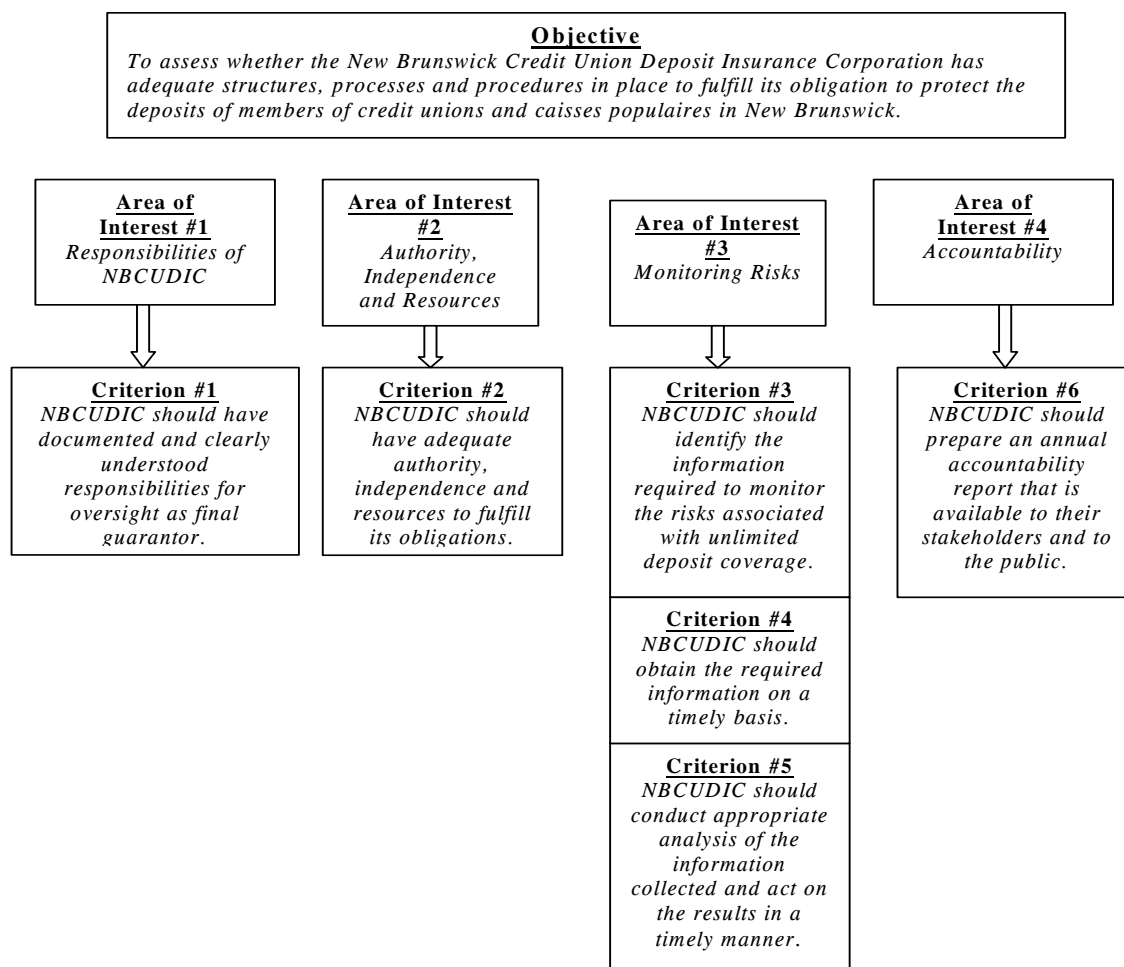 Objective
To assess whether the New Brunswick Credit Union Deposit Insurance Corporation has
adequate structures, processes and procedures in place to fulfill its obligation to protect the
deposits of members of credit unions and caisses populaires in New Brunswick.
Area of
Interest #1
Responsibilities of
NBCUDIC
Area of Interest
#2
Authority,
Independence
and Resources
Area of Interest
#3
Monitoring Risks
Area of
Interest #4
Accountability
Criterion #1
NBCUDIC should have
documented and clearly
understood
responsibilities for
oversight as final
guarantor.
Criterion #2
NBCUDIC should
have adequate
authority,
independence and
resources to fulfill
its obligations.
Criterion #3
NBCUDIC should
identify the
information
required to monitor
the risks associated
with unlimited
deposit coverage.
Criterion #4
NBCUDIC should
obtain the required
information on a
timely basis.
Criterion #5
NBCUDIC should
conduct appropriate
analysis of the
information
collected and act on
the results in a
timely manner.
Criterion #6
NBCUDIC should
prepare an annual
accountability
report that is
available to their
stakeholders and to
the public.